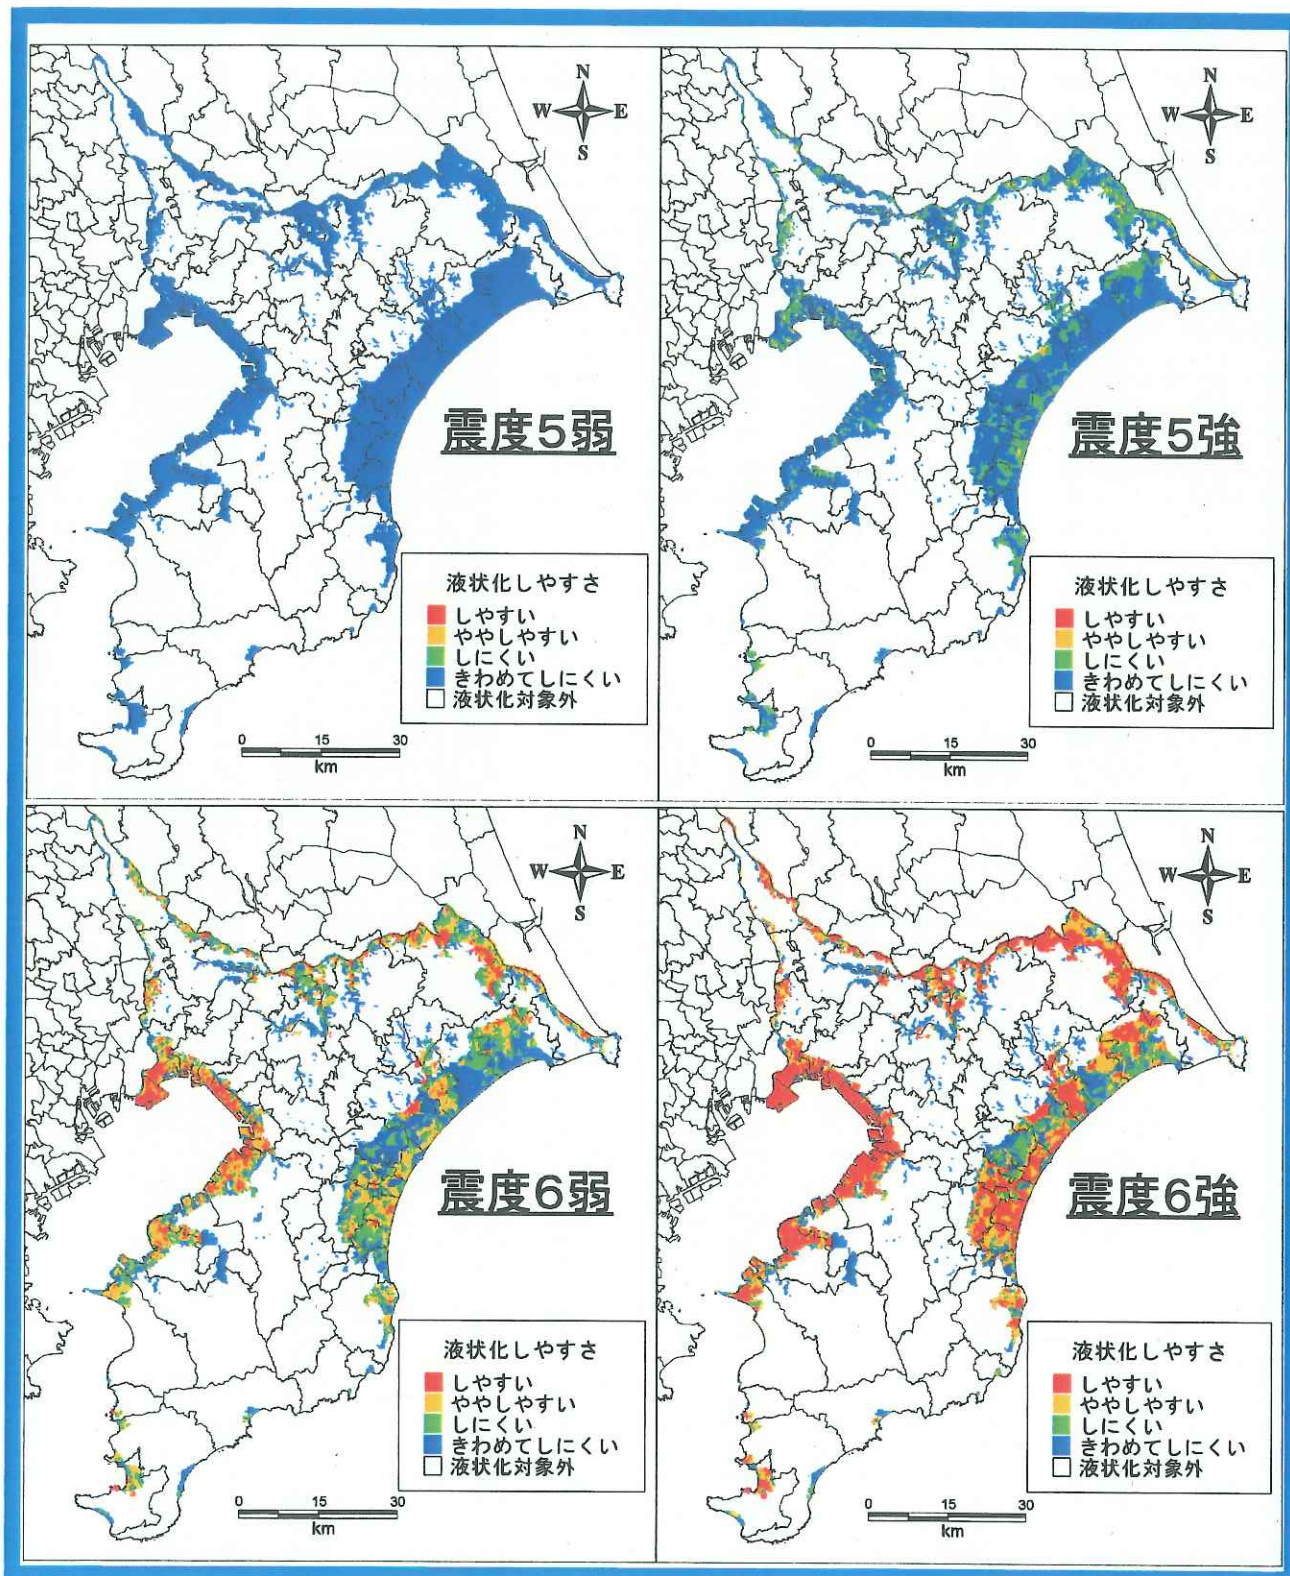 N
W E
S
震度5弱
液状化しやすさ
しやすい
ややしやすい
しにくい
きわめてしにくい
液状化対象外
0 15 30
km
N
W E
S
震度5強
液状化しやすさ
しやすい
ややしやすい
しにくい
きわめてしにくい
液状化対象外
0 15 30
km
N
W E
S
震度6弱
液状化しやすさ
しやすい
ややしやすい
しにくい
きわめてしにくい
液状化対象外
0 15 30
km
N
W E
S
震度6強
液状化しやすさ
しやすい
ややしやすい
しにくい
きわめてしにくい
液状化対象外
0 15 30
km